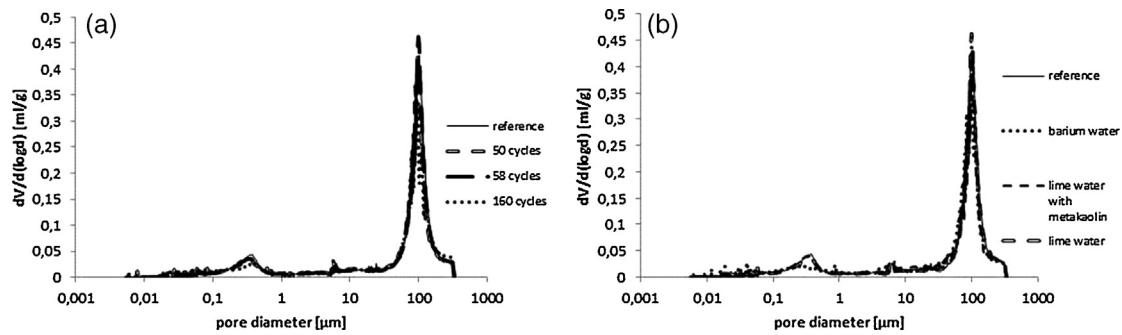 (a)
dV/d(logd) [ml/g]
0,5
0,45
0,4
0,35
0,3
0,25
0,2
0,15
0,1
0,05
0
0,001
0,01
0,1
1
10
100
1000
pore diameter [µm]
reference
50 cycles
58 cycles
160 cycles
(b)
dV/d(logd) [ml/g]
0,5
0,45
0,4
0,35
0,3
0,25
0,2
0,15
0,1
0,05
0
0,001
0,01
0,1
1
10
100
1000
pore diameter [µm]
reference
barium water
lime water
with
metakaolin
lime water